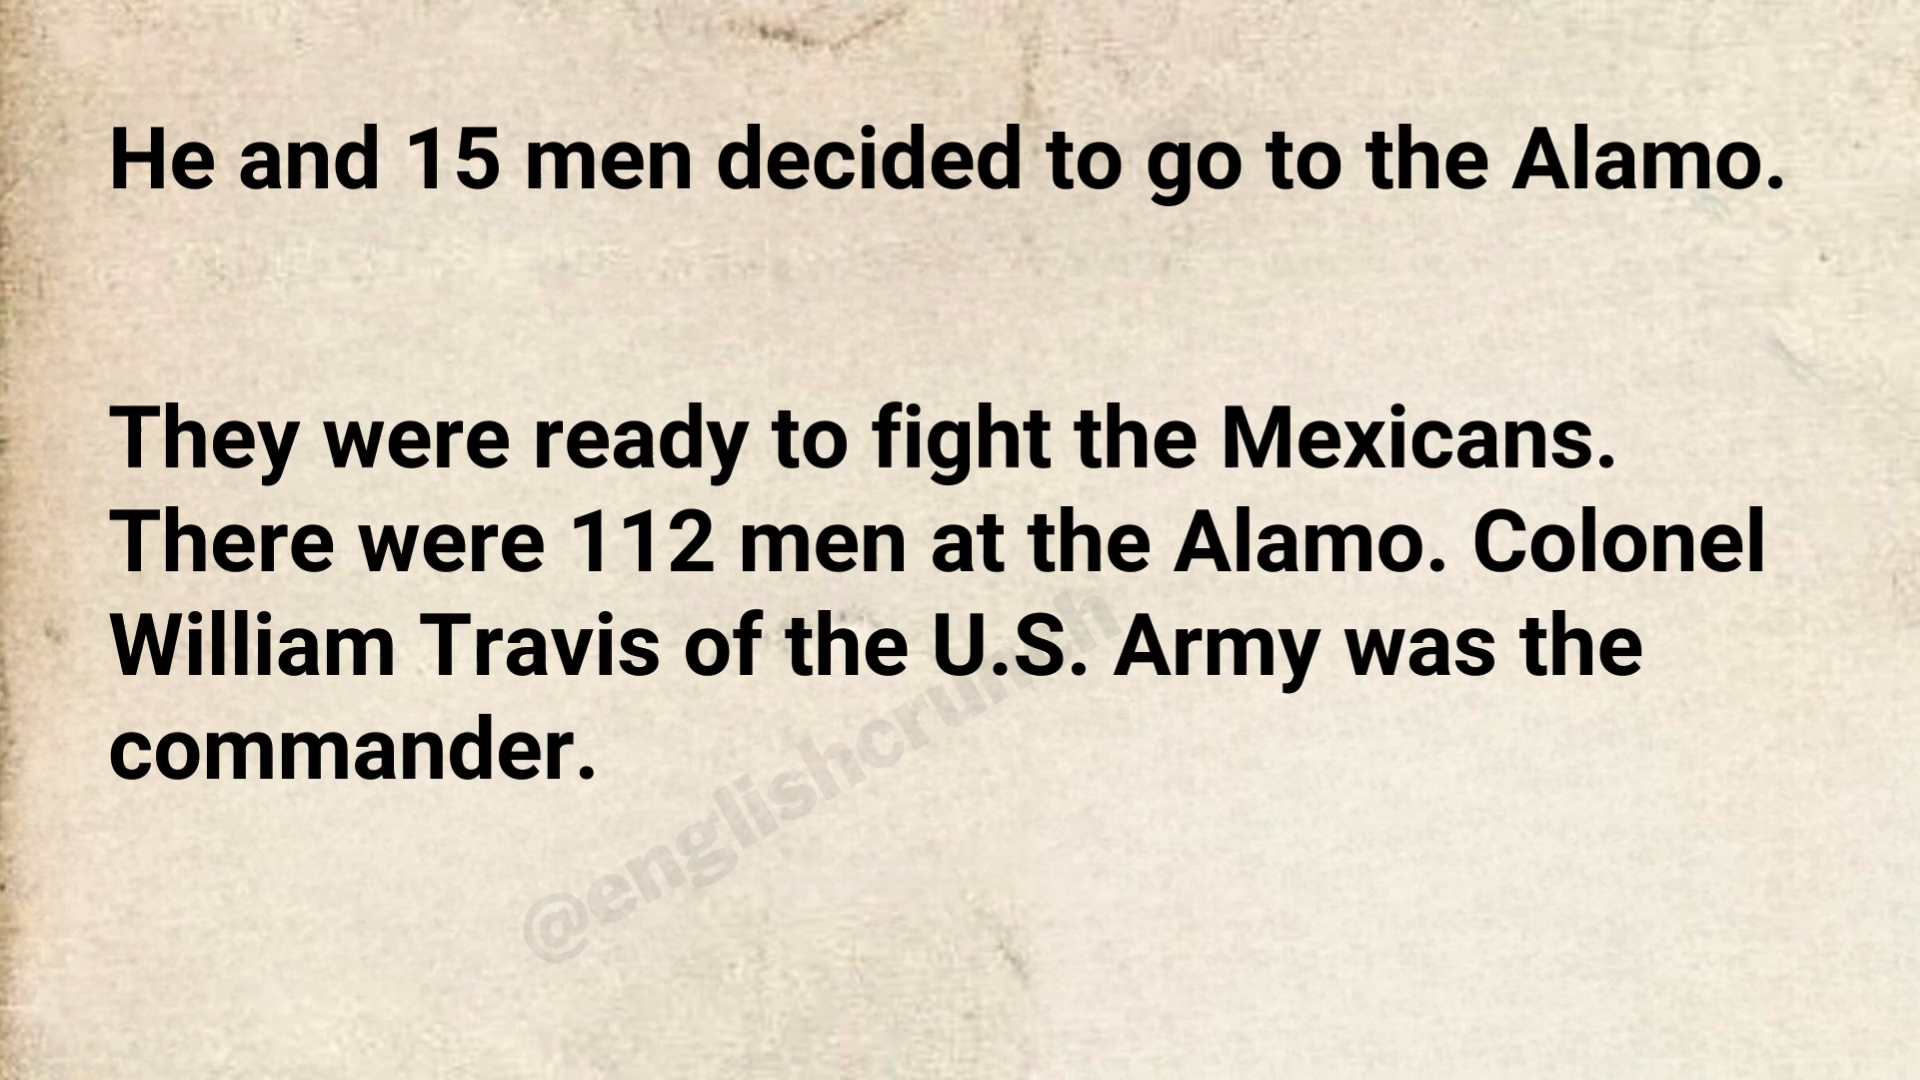 He and 15 men decided to go to the Alamo.
They were ready to fight the Mexicans.
There were 112 men at the Alamo. Colonel
William Travis of the U.S. Army was the
commander.
@englishcrunch